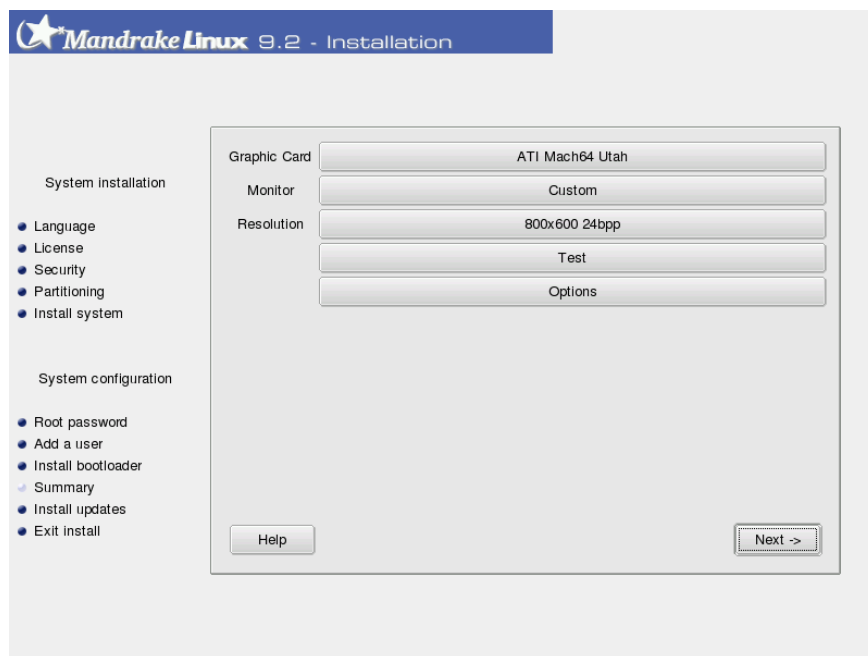 Mandrake Linux 9.2 - Installation
System installation
Language
License
Security
Partitioning
Install system
System configuration
Root password
Add a user
Install bootloader
Summary
Install updates
Exit install
Graphic Card ATI Mach64 Utah
Monitor Custom
Resolution 800x600 24bpp
Test
Options
Help Next ->